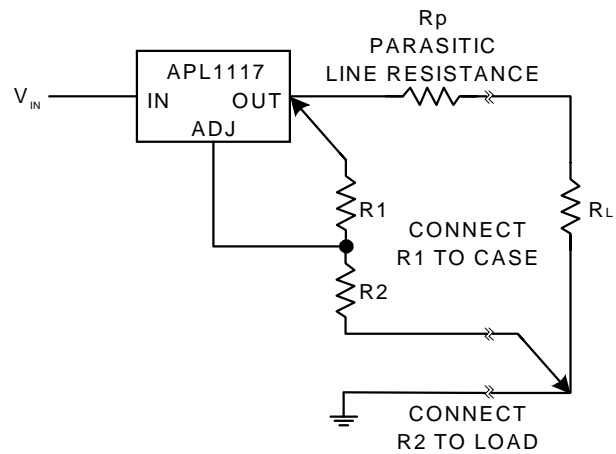 Rp
PARASITIC
LINE RESISTANCE
APL1117
VIN
IN OUT
ADJ
R1
RL
CONNECT
R1 TO CASE
R2
CONNECT
R2 TO LOAD